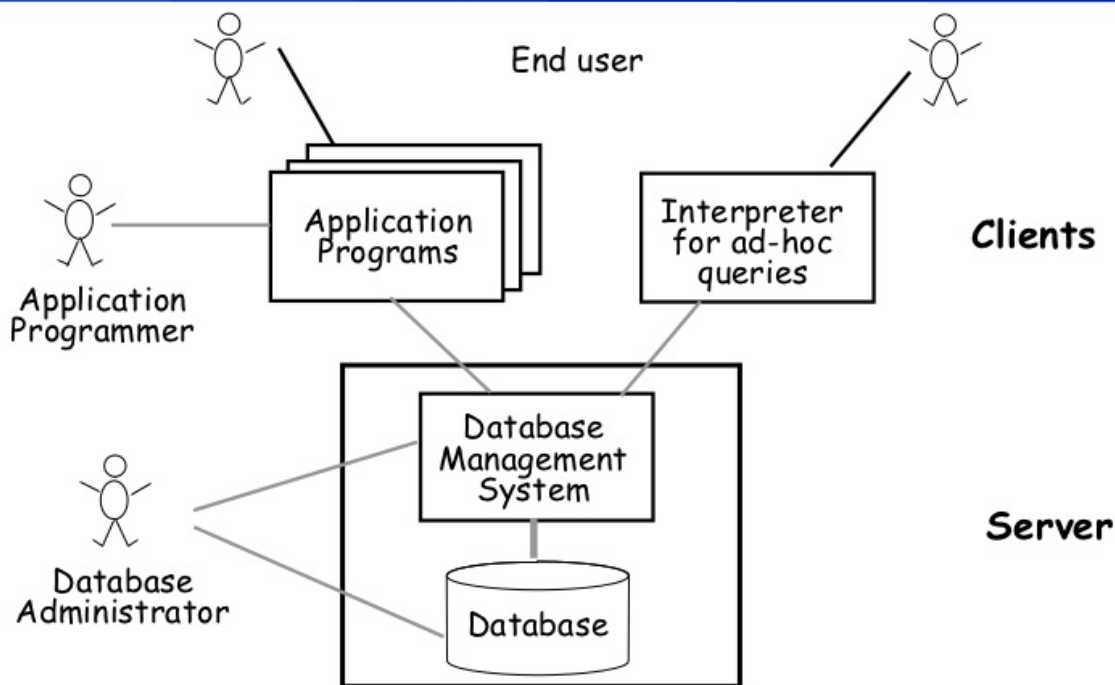 End user
Application
Programs
Interpreter
for ad-hoc
queries
Clients
Application
Programmer
Database
Management
System
Server
Database
Administrator
Database